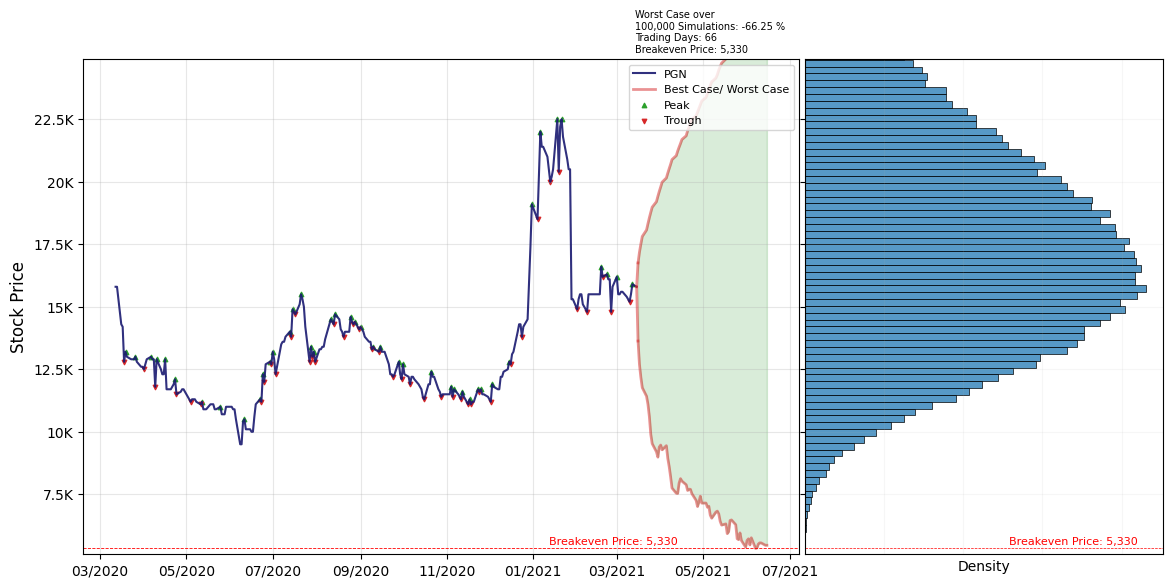 Worst Case over
100,000 Simulations: -66.25 %
Trading Days: 66
Breakeven Price: 5,330
PGN
Best Case/ Worst Case
Peak
Trough
Stock Price
22.5K
20K
17.5K
15K
12.5K
10K
7.5K
Breakeven Price: 5,330
Breakeven Price: 5,330
03/2020
05/2020
07/2020
09/2020
11/2020
01/2021
03/2021
05/2021
07/2021
Density